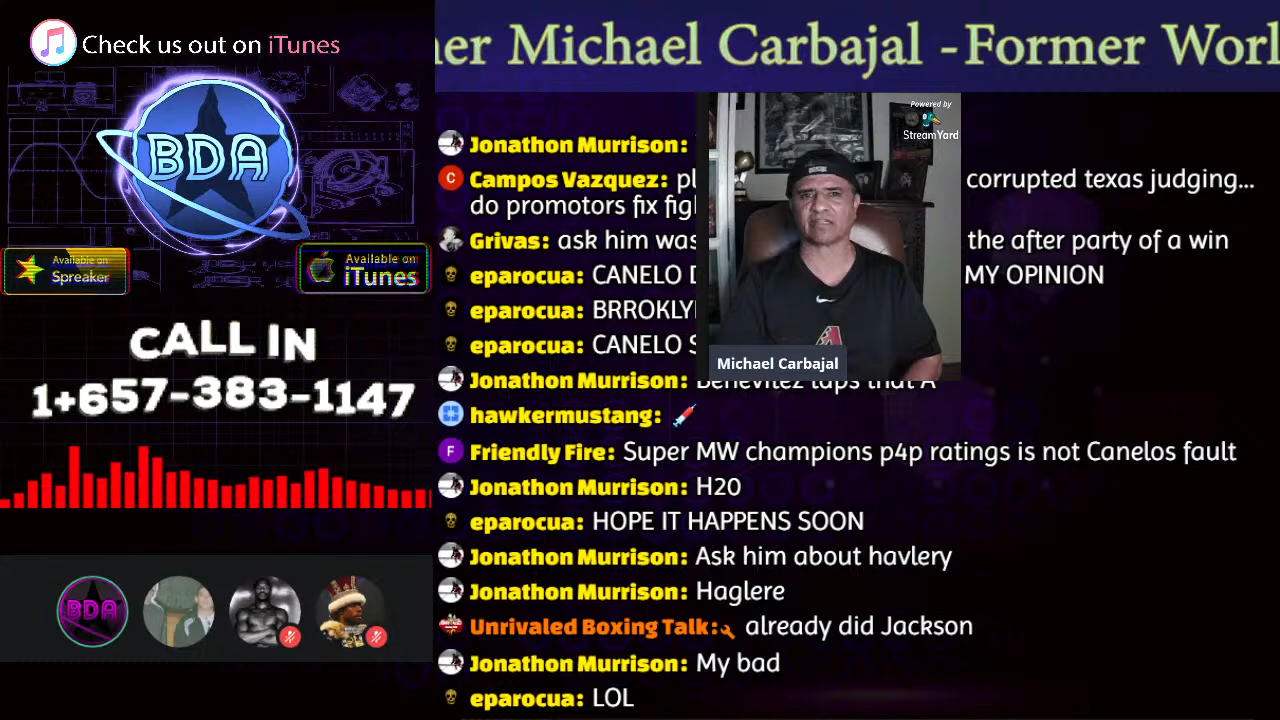 Check us out on iTunes
BDA
Available on
Spreaker
Available on
iTunes
CALL IN
1+657-383-1147
BDA
ner Michael Carbajal -Former Worl
Powered by
StreamYard
Michael Carbajal
Jonathon Murrison:
Campos Vazquez: pl corrupted texas judging...
do promotors fix figh
Grivas: ask him was the after party of a win
eparocua: CANELO D MY OPINION
eparocua: BRROKLY
eparocua: CANELO S
Jonathon Murrison: Benevitez taps that A
hawkermustang: 💉
Friendly Fire: Super MW champions p4p ratings is not Canelos fault
Jonathon Murrison: H20
eparocua: HOPE IT HAPPENS SOON
Jonathon Murrison: Ask him about havlery
Jonathon Murrison: Haglere
Unrivaled Boxing Talk: already did Jackson
Jonathon Murrison: My bad
eparocua: LOL